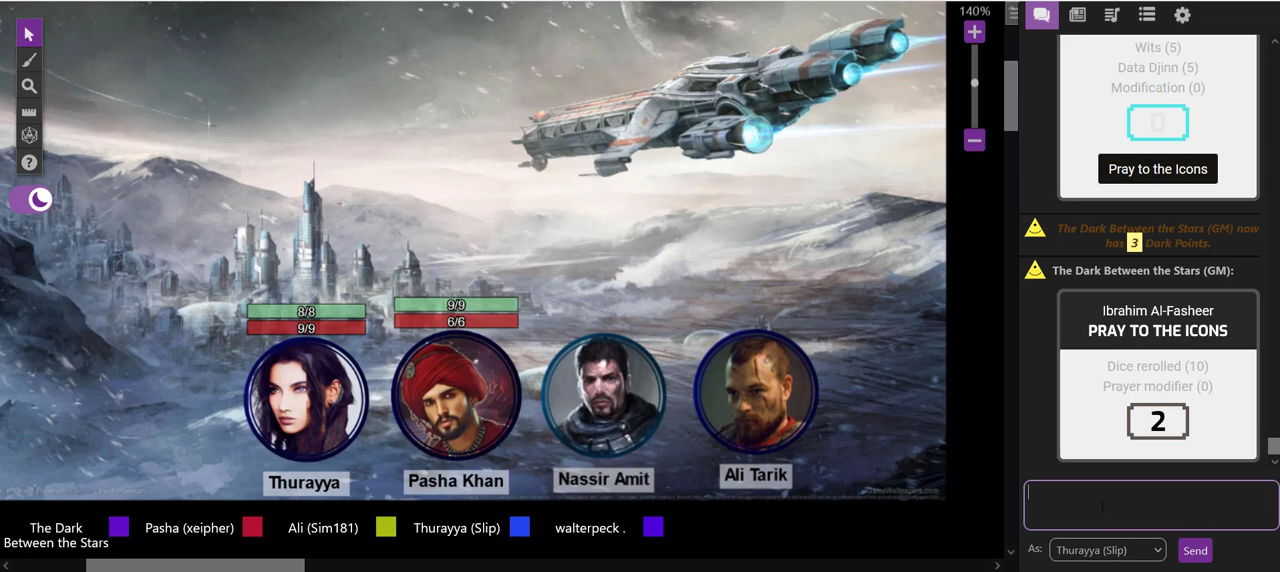 140%
8/8
9/9
9/9
6/6
Thurayya
Pasha Khan
Nassir Amit
Ali Tarik
GameWallpapers.com
The Dark
Between the Stars
Pasha (xeipher)
Ali (Sim181)
Thurayya (Slip)
walterpeck .
Wits (5)
Data Djinn (5)
Modification (0)
0
Pray to the Icons
The Dark Between the Stars (GM) now
has 3 Dark Points.
The Dark Between the Stars (GM):
Ibrahim Al-Fasheer
PRAY TO THE ICONS
Dice rerolled (10)
Prayer modifier (0)
2
As:
Thurayya (Slip)
Send